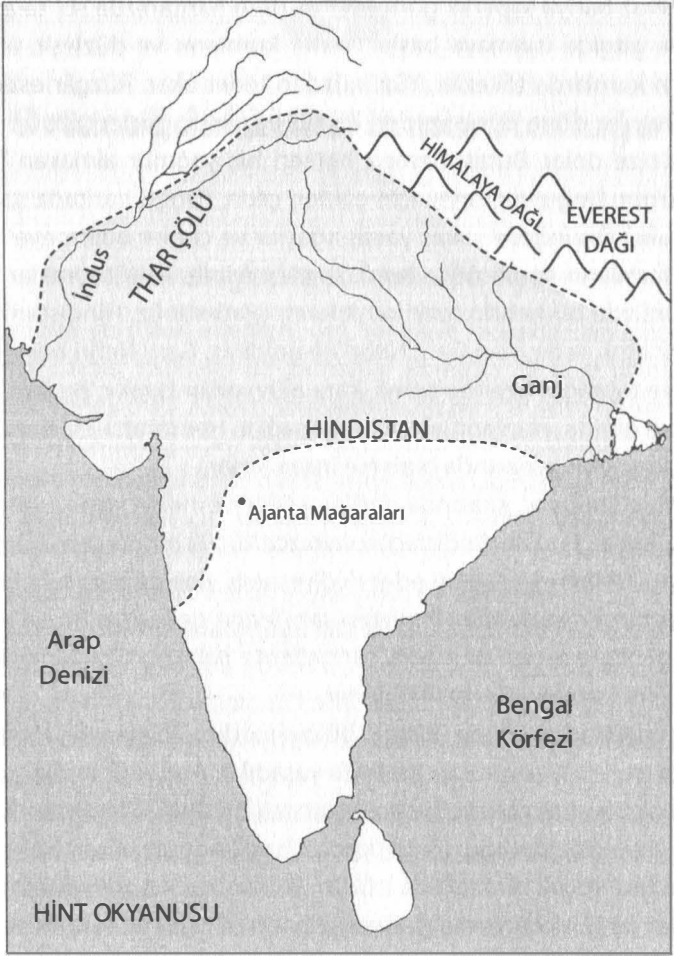 HİMALAYA DAĞI
EVEREST
DAĞI
İndus
THAR ÇÖLÜ
Ganj
HİNDİSTAN
Ajanta Mağaraları
Arap
Denizi
Bengal
Körfezi
HİNT OKYANUSU